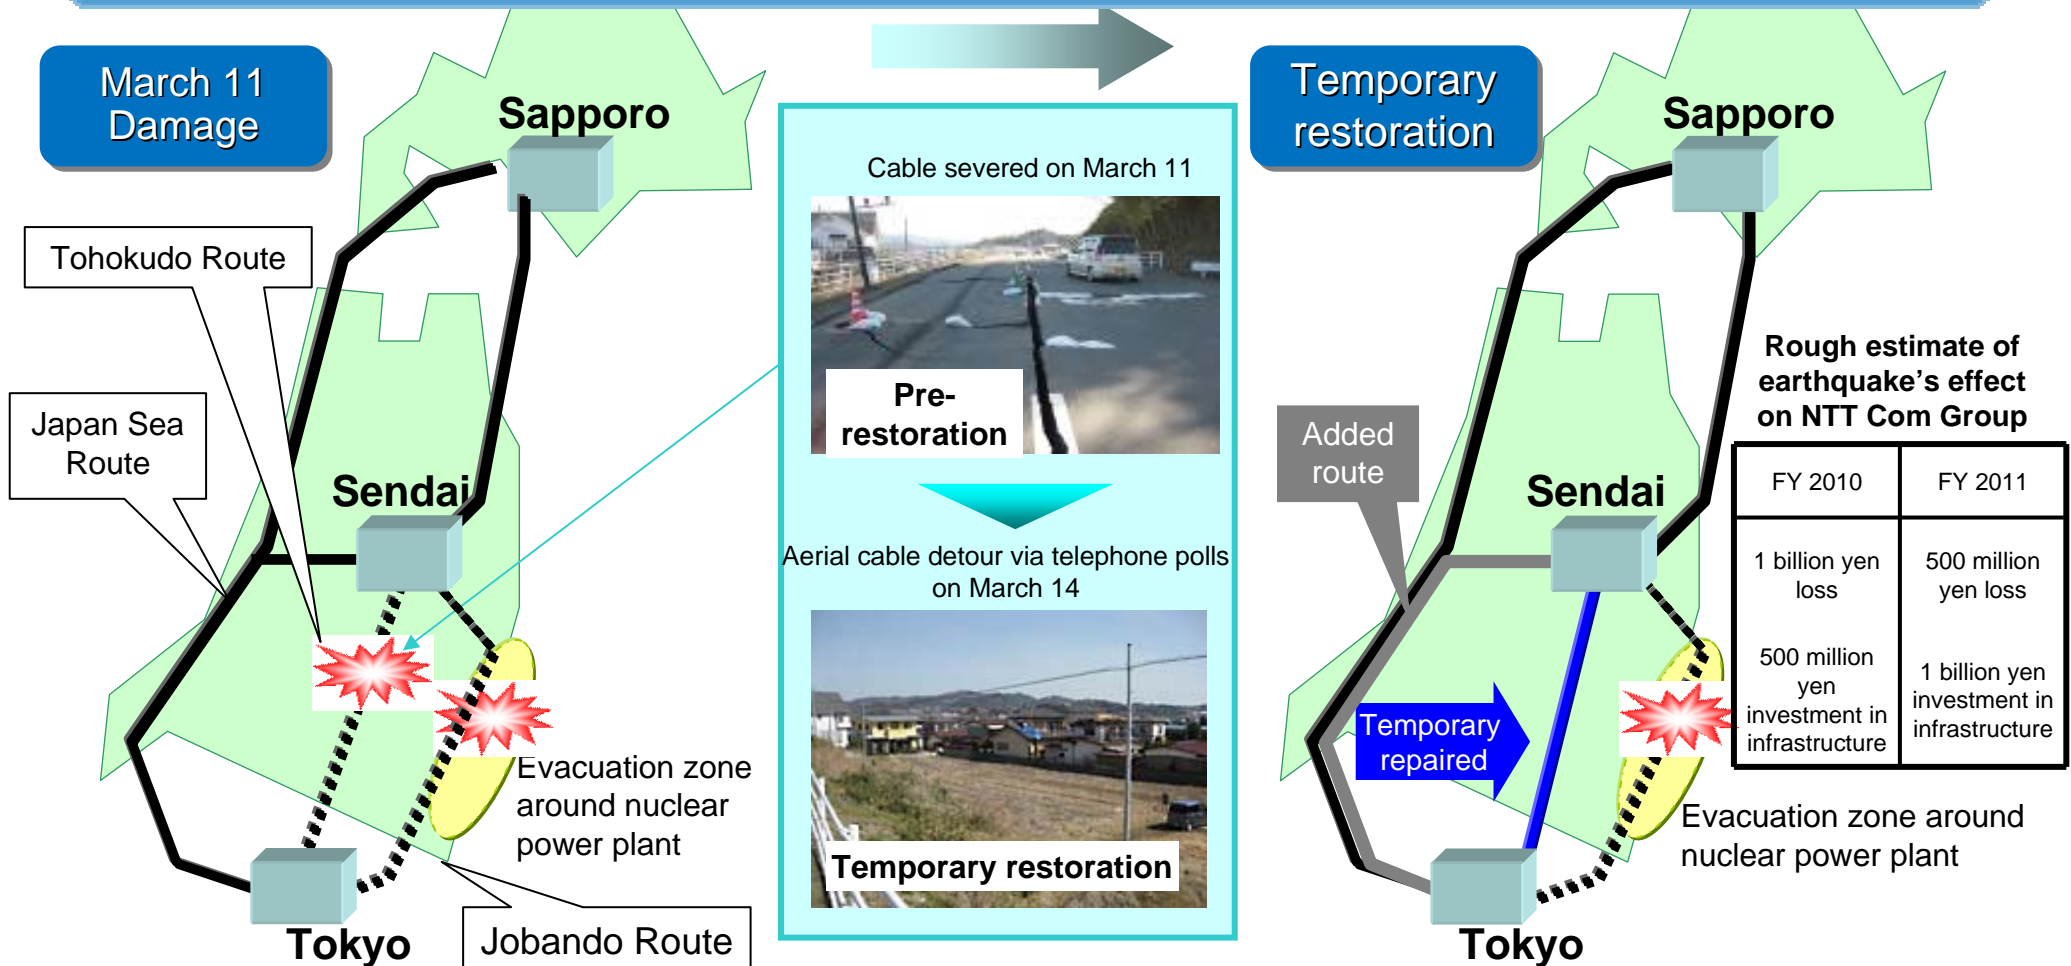 March 11
Damage
Sapporo
Tohokudo Route
Japan Sea
Route
Sendai
Evacuation zone
around nuclear
power plant
Tokyo
Jobando Route
Cable severed on March 11
Pre-
restoration
Aerial cable detour via telephone polls
on March 14
Temporary restoration
Temporary
restoration
Sapporo
Added
route
Sendai
Temporary
repaired
Evacuation zone around
nuclear power plant
Tokyo
Rough estimate of
earthquake’s effect
on NTT Com Group
FY 2010
FY 2011
1 billion yen
loss
500 million
yen loss
500 million
yen
investment in
infrastructure
1 billion yen
investment in
infrastructure